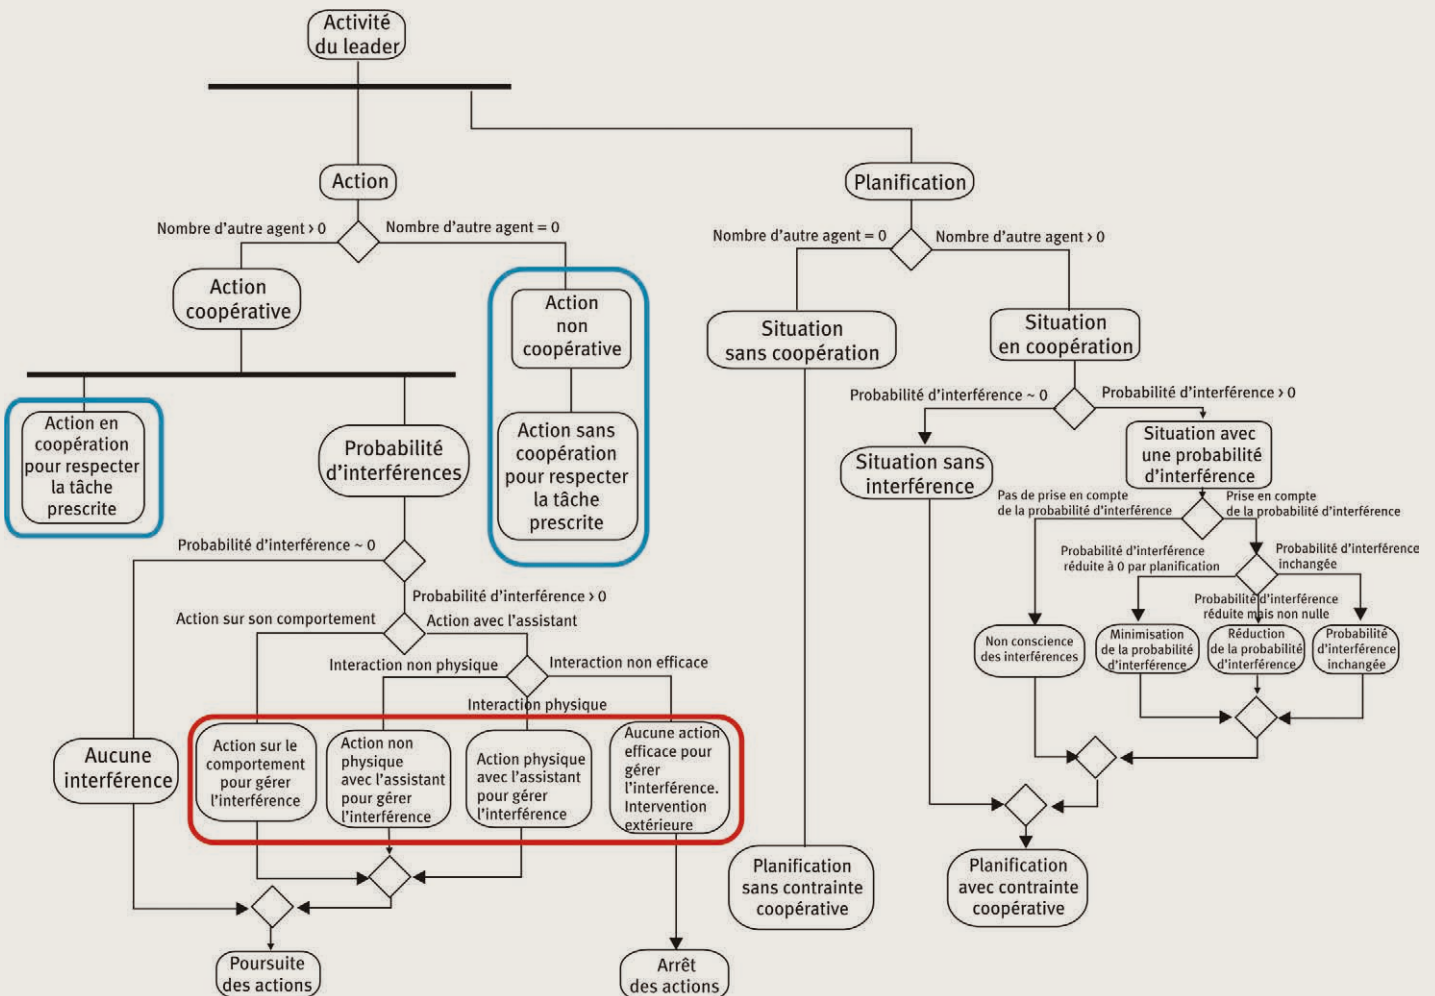 Activité
du leader
Action
Planification
Nombre d'autre agent > 0
Nombre d'autre agent = 0
Nombre d'autre agent = 0
Nombre d'autre agent > 0
Action
coopérative
Action
non
coopérative
Situation
sans coopération
Situation
en coopération
Probabilité d'interférence ~ 0
Probabilité d'interférence > 0
Action en
coopération
pour respecter
la tâche
prescrite
Probabilité
d'interférences
Action sans
coopération
pour respecter
la tâche
prescrite
Situation sans
interférence
Situation avec
une probabilité
d'interférence
Pas de prise en compte
de la probabilité d'interférence
Prise en compte
de la probabilité d'interférence
Probabilité d'interférence ~ 0
Probabilité d'interférence
réduite à 0 par planification
Probabilité d'interférence
inchangée
Probabilité d'interférence > 0
Probabilité d'interférence
réduite mais non nulle
Action sur son comportement
Action avec l'assistant
Non conscience
des interférences
Minimisation
de la probabilité
d'interférence
Réduction
de la probabilité
d'interférence
Probabilité
d'interférence
inchangée
Interaction non physique
Interaction non efficace
Interaction physique
Aucune
interférence
Action sur le
comportement
pour gérer
l'interférence
Action non
physique
avec l'assistant
pour gérer
l'interférence
Action physique
avec l'assistant
pour gérer
l'interférence
Aucune action
efficace pour
gérer
l'interférence.
Intervention
extérieure
Planification
sans contrainte
coopérative
Planification
avec contrainte
coopérative
Poursuite
des actions
Arrêt
des actions